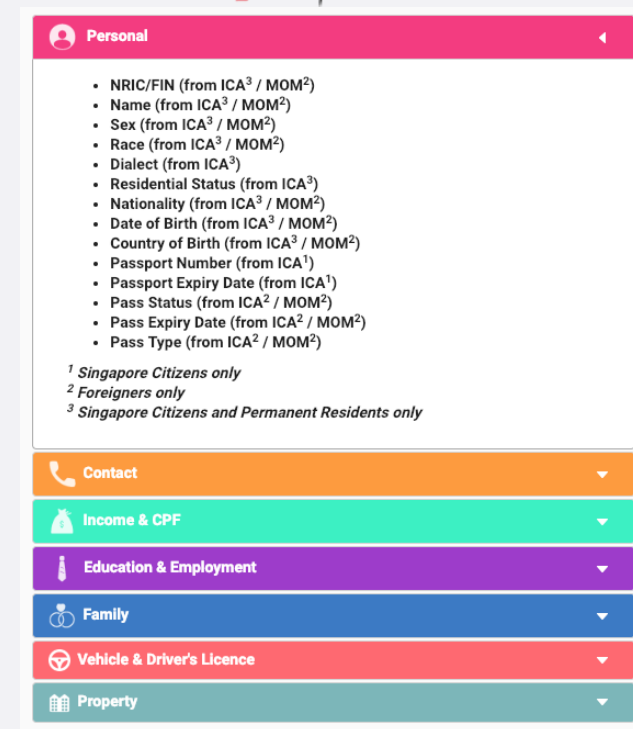 Personal
• NRIC/FIN (from ICA³ / MOM²)
• Name (from ICA³ / MOM²)
• Sex (from ICA³ / MOM²)
• Race (from ICA³ / MOM²)
• Dialect (from ICA³)
• Residential Status (from ICA³)
• Nationality (from ICA³ / MOM²)
• Date of Birth (from ICA³ / MOM²)
• Country of Birth (from ICA³ / MOM²)
• Passport Number (from ICA¹)
• Passport Expiry Date (from ICA¹)
• Pass Status (from ICA² / MOM²)
• Pass Expiry Date (from ICA² / MOM²)
• Pass Type (from ICA² / MOM²)
¹ Singapore Citizens only
² Foreigners only
³ Singapore Citizens and Permanent Residents only
Contact
Income & CPF
Education & Employment
Family
Vehicle & Driver's Licence
Property